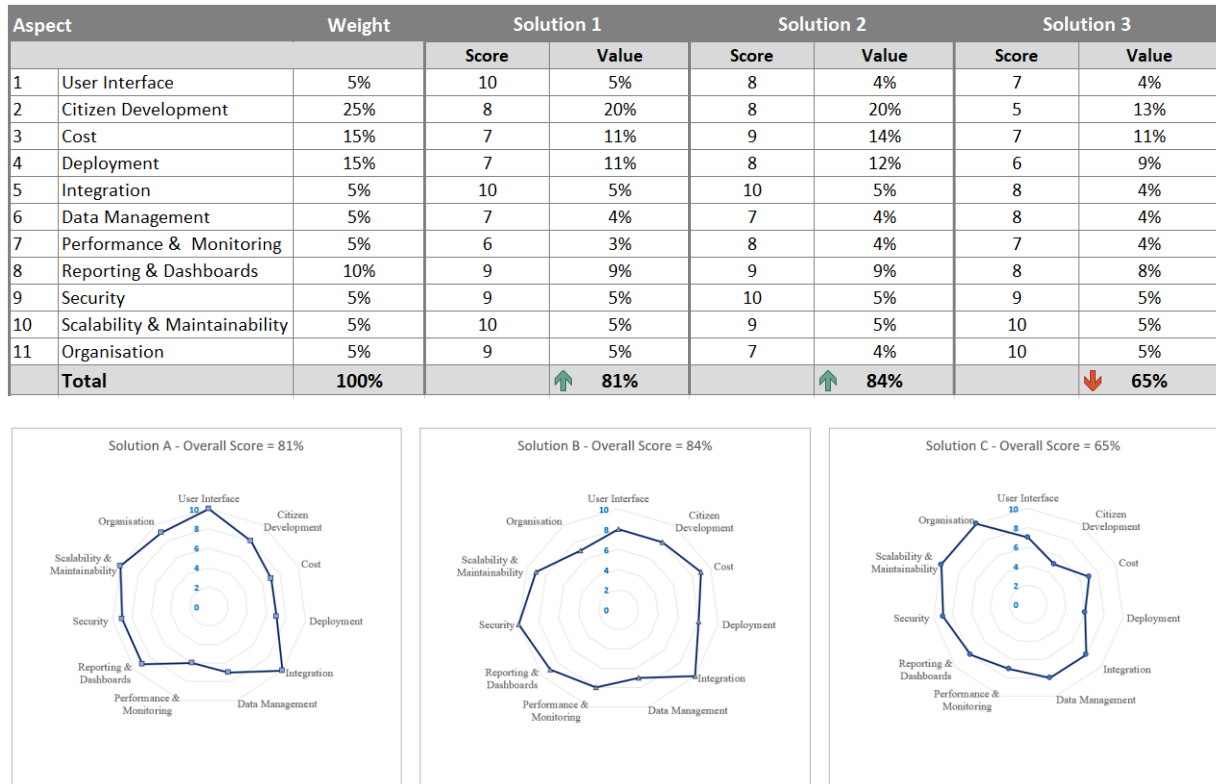 Aspect Weight Solution 1 Solution 2 Solution 3
Score Value Score Value Score Value
1 User Interface 5% 10 5% 8 4% 7 4%
2 Citizen Development 25% 8 20% 8 20% 5 13%
3 Cost 15% 7 11% 9 14% 7 11%
4 Deployment 15% 7 11% 8 12% 6 9%
5 Integration 5% 10 5% 10 5% 8 4%
6 Data Management 5% 7 4% 7 4% 8 4%
7 Performance & Monitoring 5% 6 3% 8 4% 7 4%
8 Reporting & Dashboards 10% 9 9% 9 9% 8 8%
9 Security 5% 9 5% 10 5% 9 5%
10 Scalability & Maintainability 5% 10 5% 9 5% 10 5%
11 Organisation 5% 9 5% 7 4% 10 5%
Total 100% 81% 84% 65%
Solution A - Overall Score = 81%
User Interface
Citizen
Development
Cost
Deployment
Integration
Data Management
Performance &
Monitoring
Reporting &
Dashboards
Security
Scalability &
Maintainability
Organisation
10
8
6
4
2
0
Solution B - Overall Score = 84%
User Interface
Citizen
Development
Cost
Deployment
Integration
Data Management
Performance &
Monitoring
Reporting &
Dashboards
Security
Scalability &
Maintainability
Organisation
10
8
6
4
2
0
Solution C - Overall Score = 65%
User Interface
Citizen
Development
Cost
Deployment
Integration
Data Management
Performance &
Monitoring
Reporting &
Dashboards
Security
Scalability &
Maintainability
Organisation
10
8
6
4
2
0